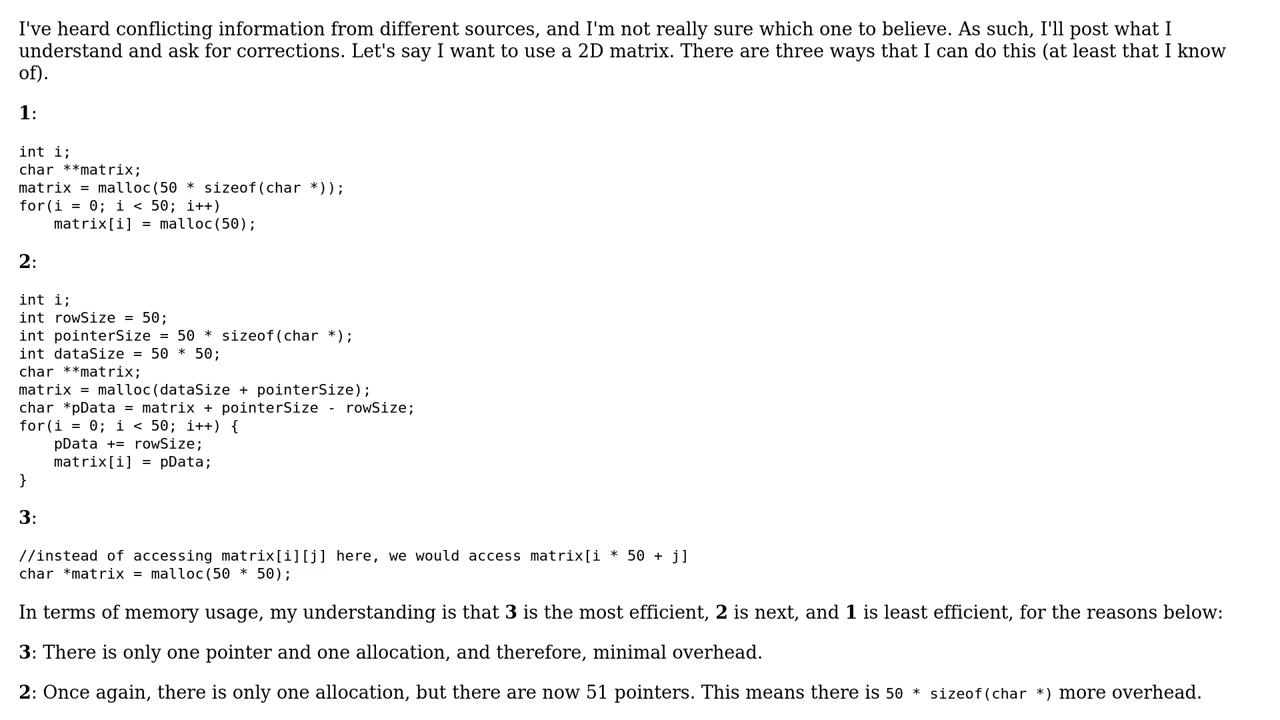 I've heard conflicting information from different sources, and I'm not really sure which one to believe. As such, I'll post what I
understand and ask for corrections. Let's say I want to use a 2D matrix. There are three ways that I can do this (at least that I know
of).
1:
int i;
char **matrix;
matrix = malloc(50 * sizeof(char *));
for(i = 0; i < 50; i++)
    matrix[i] = malloc(50);
2:
int i;
int rowSize = 50;
int pointerSize = 50 * sizeof(char *);
int dataSize = 50 * 50;
char **matrix;
matrix = malloc(dataSize + pointerSize);
char *pData = matrix + pointerSize - rowSize;
for(i = 0; i < 50; i++) {
    pData += rowSize;
    matrix[i] = pData;
}
3:
//instead of accessing matrix[i][j] here, we would access matrix[i * 50 + j]
char *matrix = malloc(50 * 50);
In terms of memory usage, my understanding is that 3 is the most efficient, 2 is next, and 1 is least efficient, for the reasons below:
3: There is only one pointer and one allocation, and therefore, minimal overhead.
2: Once again, there is only one allocation, but there are now 51 pointers. This means there is 50 * sizeof(char *) more overhead.